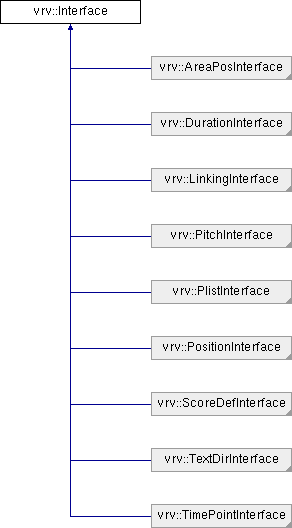 vrv::Interface
vrv::AreaPosInterface
vrv::DurationInterface
vrv::LinkingInterface
vrv::PitchInterface
vrv::PlistInterface
vrv::PositionInterface
vrv::ScoreDefInterface
vrv::TextDirInterface
vrv::TimePointInterface